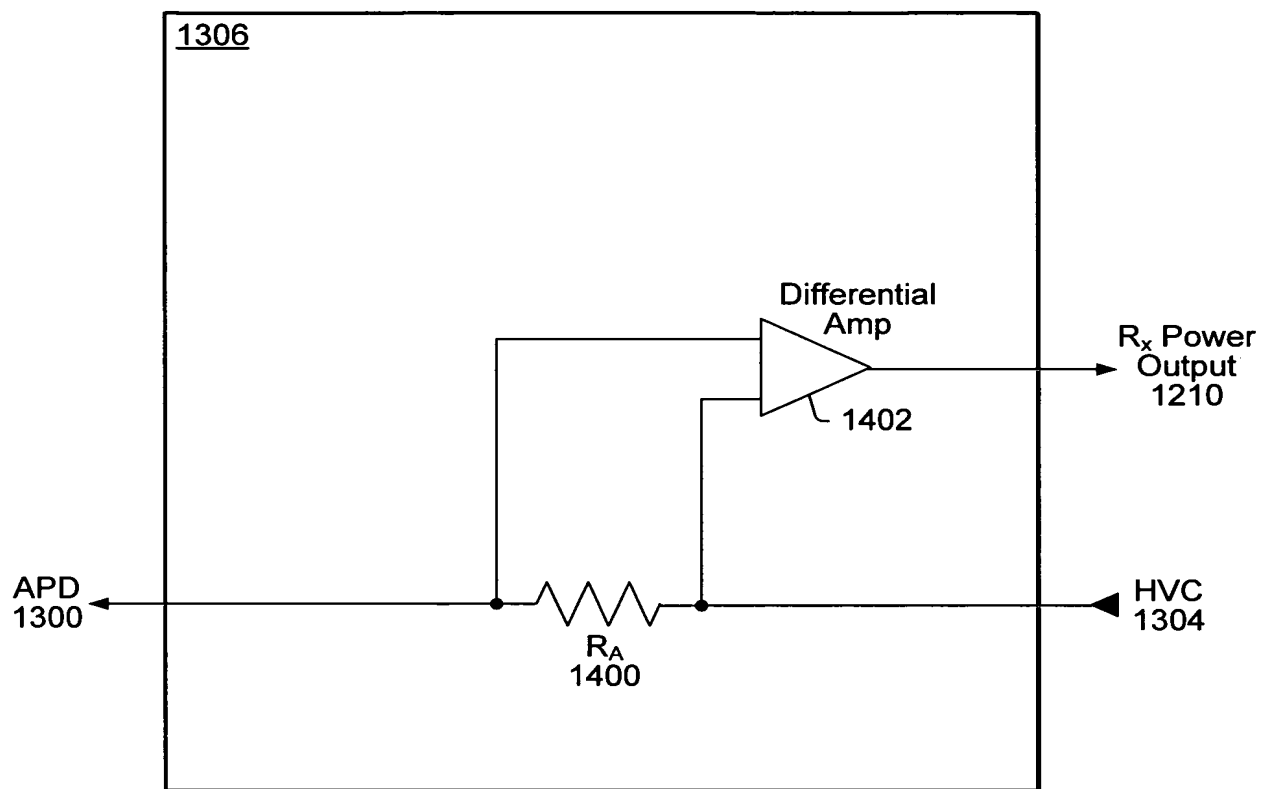 1306
Differential
Amp
1402
Rx Power
Output
1210
APD
1300
RA
1400
HVC
1304